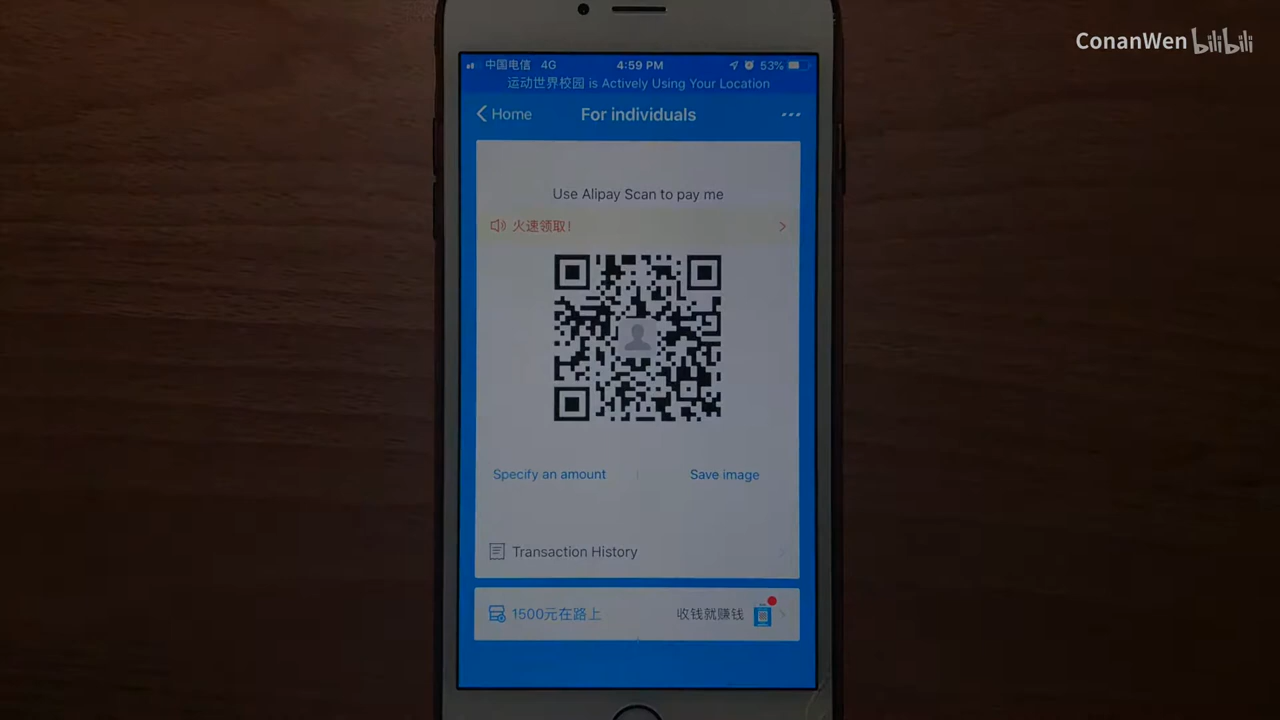 ConanWen bilibili
中国电信 4G 4:59 PM 53%
运动世界校园 is Actively Using Your Location
Home For individuals
Use Alipay Scan to pay me
火速领取!
Specify an amount Save image
Transaction History
1500元在路上 收钱就赚钱